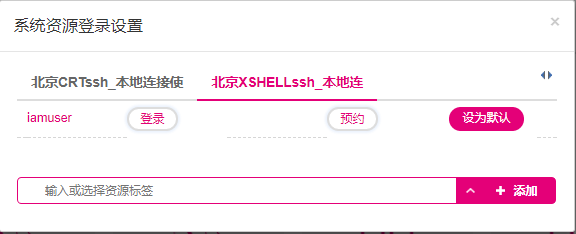 系统资源登录设置
×
北京CRTssh_本地连接使 北京XSHELLssh_本地连
iamuser 登录 预约 设为默认
输入或选择资源标签 + 添加